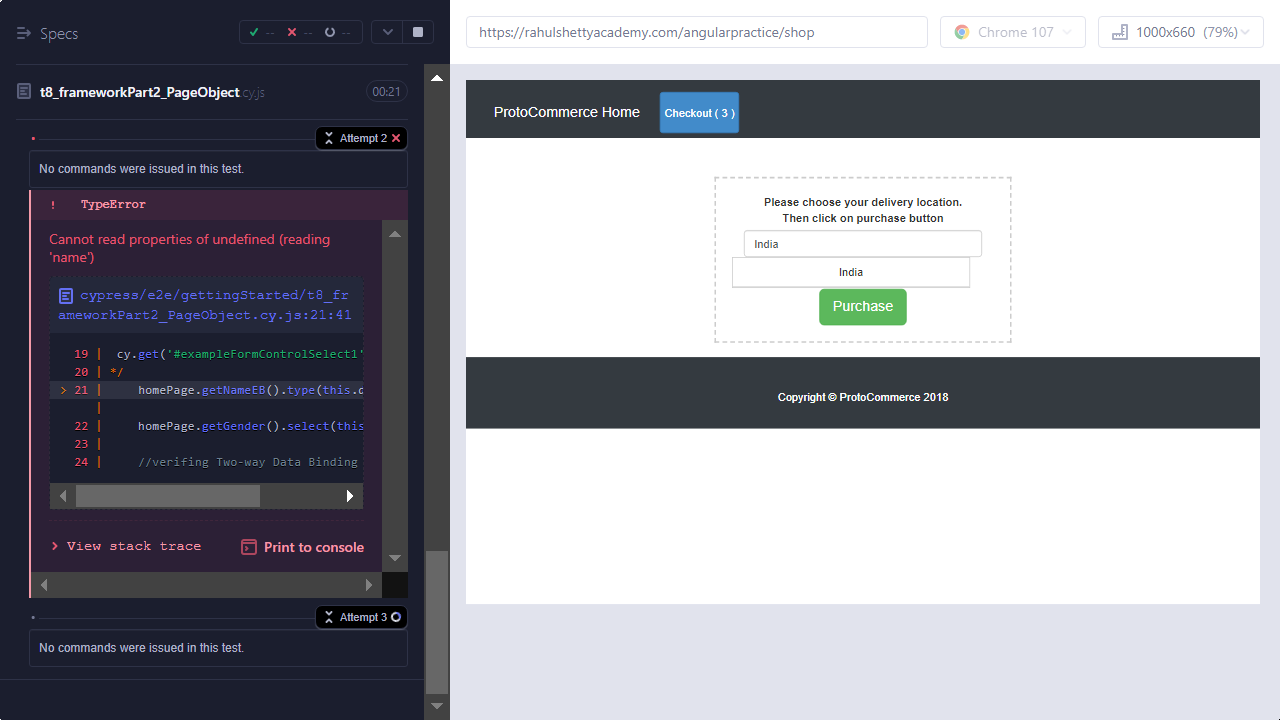 Specs
-- -- --
t8_frameworkPart2_PageObject.cy.js 00:21
Attempt 2
No commands were issued in this test.
! TypeError
Cannot read properties of undefined (reading
'name')
cypress/e2e/gettingStarted/t8_fr
ameworkPart2_PageObject.cy.js:21:41
19 | cy.get('#exampleFormControlSelect1'
20 | */
> 21 | homePage.getNameEB().type(this.d
|
22 | homePage.getGender().select(this
23 |
24 | //verifing Two-way Data Binding
> View stack trace
Print to console
Attempt 3
No commands were issued in this test.
https://rahulshettyacademy.com/angularpractice/shop
Chrome 107
1000x660 (79%)
ProtoCommerce Home
Checkout ( 3 )
Please choose your delivery location.
Then click on purchase button
India
India
Purchase
Copyright © ProtoCommerce 2018